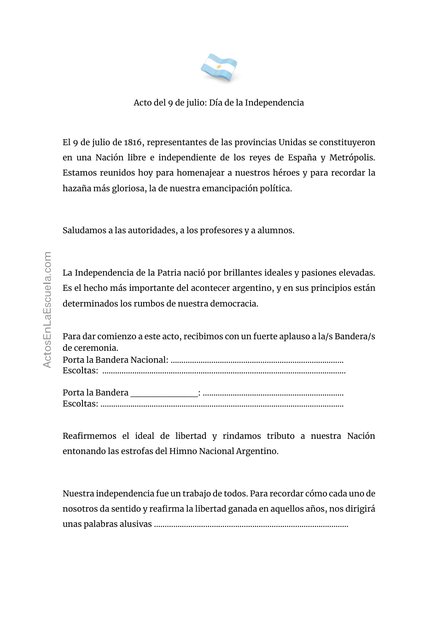 Acto del 9 de julio: Día de la Independencia
El 9 de julio de 1816, representantes de las provincias Unidas se constituyeron
en una Nación libre e independiente de los reyes de España y Metrópolis.
Estamos reunidos hoy para homenajear a nuestros héroes y para recordar la
hazaña más gloriosa, la de nuestra emancipación política.
Saludamos a las autoridades, a los profesores y a alumnos.
La Independencia de la Patria nació por brillantes ideales y pasiones elevadas.
Es el hecho más importante del acontecer argentino, y en sus principios están
determinados los rumbos de nuestra democracia.
Para dar comienzo a este acto, recibimos con un fuerte aplauso a la/s Bandera/s
de ceremonia.
Porta la Bandera Nacional: ..................................................................
Escoltas: ............................................................................................
Porta la Bandera ______________: .....................................................
Escoltas: ............................................................................................
Reafirmemos el ideal de libertad y rindamos tributo a nuestra Nación
entonando las estrofas del Himno Nacional Argentino.
Nuestra independencia fue un trabajo de todos. Para recordar cómo cada uno de
nosotros da sentido y reafirma la libertad ganada en aquellos años, nos dirigirá
unas palabras alusivas ..........................................................................
ActosEnLaEscuela.com